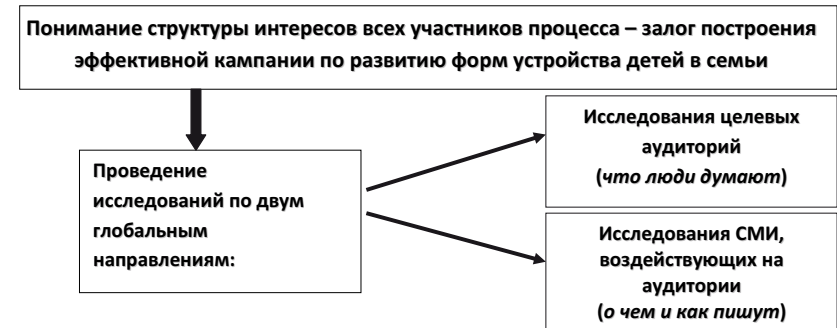 Понимание структуры интересов всех участников процесса – залог построения
эффективной кампании по развитию форм устройства детей в семьи
Проведение
исследований по двум
глобальным
направлениям:
Исследования целевых
аудиторий
(что люди думают)
Исследования СМИ,
воздействующих на
аудитории
(о чем и как пишут)